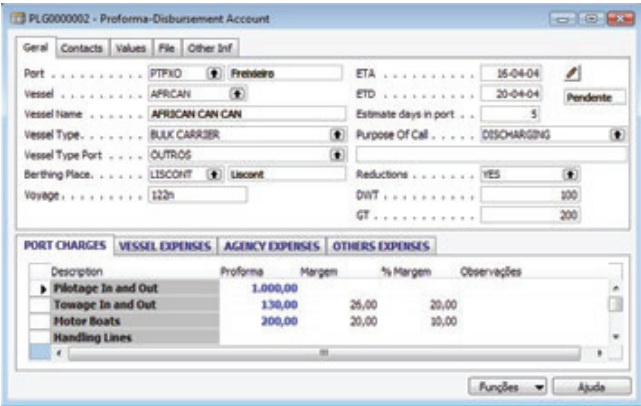 PLG0000002 - Proforma-Disbursement Account
Geral Contacts Values File Other Inf
Port . . . . . . . . . . PTFXO Freixieiro ETA . . . . . . . . . . 16-04-04
Vessel . . . . . . . . . AFRCAN ETD . . . . . . . . . . 20-04-04 Pendente
Vessel Name . . . . . . AFRICAN CAN CAN Estimate days in port . . 5
Vessel Type. . . . . . . BULK CARRIER Purpose Of Call . . . . . DISCHARGING
Vessel Type Port . . . . OUTROS
Berthing Place. . . . . . LISCONT Liscont Reductions . . . . . . . YES
Voyage. . . . . . . . . 122n DWT . . . . . . . . . . 100
GT . . . . . . . . . . . 200
PORT CHARGES VESSEL EXPENSES AGENCY EXPENSES OTHERS EXPENSES
Description Proforma Margem % Margem Observações
Pilotage In and Out 1.000,00
Towage In and Out 130,00 26,00 20,00
Motor Boats 200,00 20,00 10,00
Handling Lines
Funções Ajuda